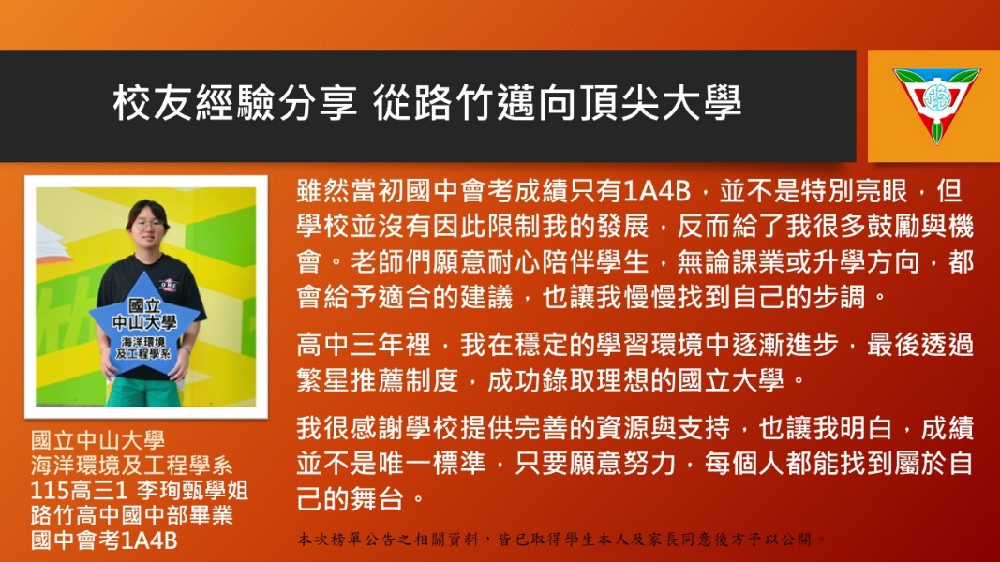 校友經驗分享 從路竹邁向頂尖大學
國立
中山大學
海洋環境
及工程學系
國立中山大學
海洋環境及工程學系
115高三1 李珣甄學姐
路竹高中國中部畢業
國中會考1A4B
雖然當初國中會考成績只有1A4B，並不是特別亮眼，但
學校並沒有因此限制我的發展，反而給了我很多鼓勵與機
會。老師們願意耐心陪伴學生，無論課業或升學方向，都
會給予適合的建議，也讓我慢慢找到自己的步調。
高中三年裡，我在穩定的學習環境中逐漸進步，最後透過
繁星推薦制度，成功錄取理想的國立大學。
我很感謝學校提供完善的資源與支持，也讓我明白，成績
並不是唯一標準，只要願意努力，每個人都能找到屬於自
己的舞台。
本次榜單公告之相關資料，皆已取得學生本人及家長同意後方予以公開。